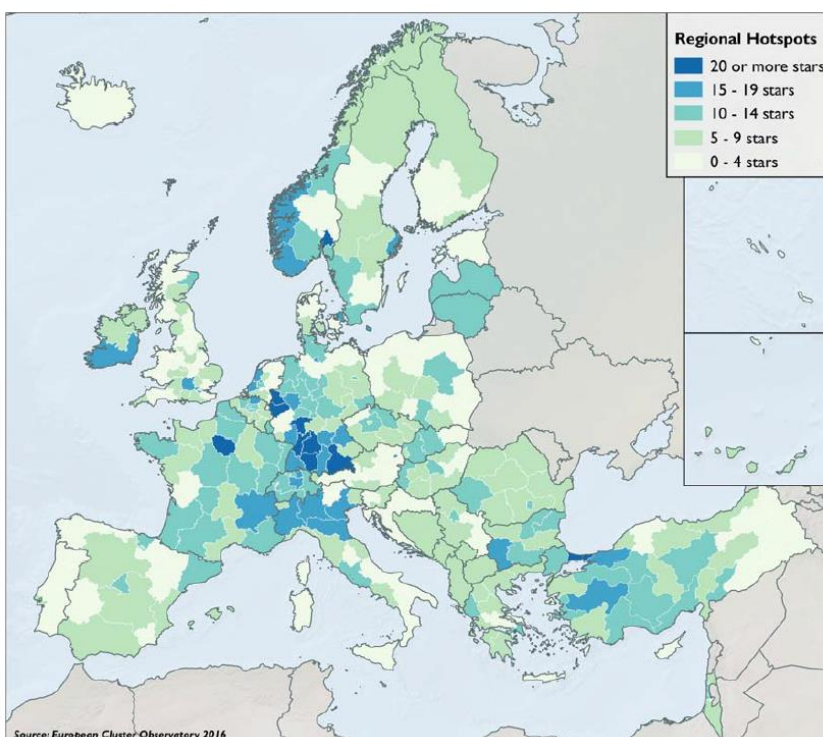 Regional Hotspots
20 or more stars
15 - 19 stars
10 - 14 stars
5 - 9 stars
0 - 4 stars
Source: European Cluster Observatory 2016